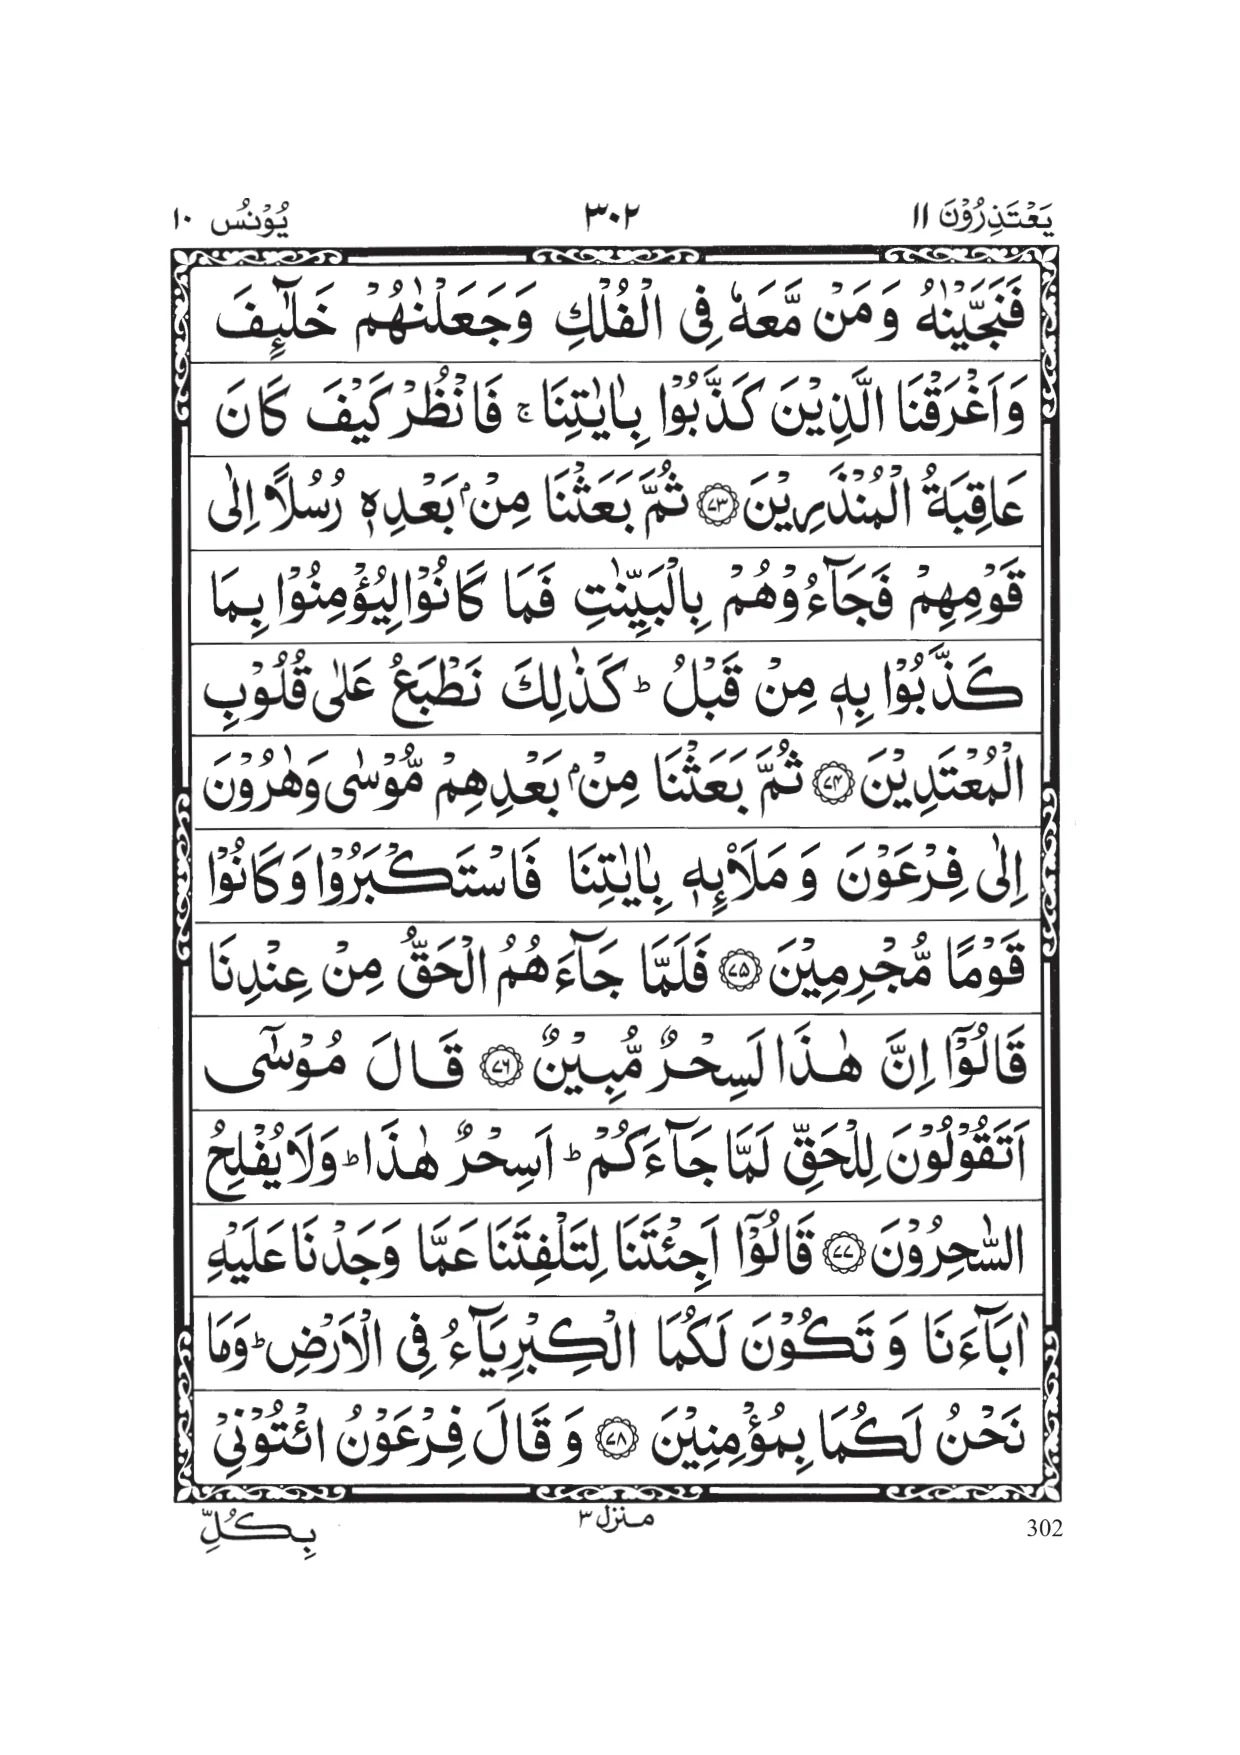 يَعْتَذِرُوْنَ ١١ ٣٠٢ يُوْنُس ١٠
فَنَجَّيْنٰهُ وَمَنْ مَّعَهٗ فِي الْفُلْكِ وَجَعَلْنٰهُمْ خَلٰٓئِفَ
وَاَغْرَقْنَا الَّذِيْنَ كَذَّبُوْا بِاٰيٰتِنَا ۚ فَانْظُرْ كَيْفَ كَانَ
عَاقِبَةُ الْمُنْذَرِيْنَ ﴿٧٣﴾ ثُمَّ بَعَثْنَا مِنْۢ بَعْدِهٖ رُسُلًا اِلٰى
قَوْمِهِمْ فَجَآءُوْهُمْ بِالْبَيِّنٰتِ فَمَا كَانُوْا لِيُؤْمِنُوْا بِمَا
كَذَّبُوْا بِهٖ مِنْ قَبْلُ ؕ كَذٰلِكَ نَطْبَعُ عَلٰى قُلُوْبِ
الْمُعْتَدِيْنَ ﴿٧٤﴾ ثُمَّ بَعَثْنَا مِنْۢ بَعْدِهِمْ مُّوْسٰى وَهٰرُوْنَ
اِلٰى فِرْعَوْنَ وَمَلَا۟ئِهٖ بِاٰيٰتِنَا فَاسْتَكْبَرُوْا وَكَانُوْا
قَوْمًا مُّجْرِمِيْنَ ﴿٧٥﴾ فَلَمَّا جَآءَهُمُ الْحَقُّ مِنْ عِنْدِنَا
قَالُوْٓا اِنَّ هٰذَا لَسِحْرٌ مُّبِيْنٌ ﴿٧٦﴾ قَالَ مُوْسٰٓى
اَتَقُوْلُوْنَ لِلْحَقِّ لَمَّا جَآءَكُمْ ؕ اَسِحْرٌ هٰذَا ؕ وَلَا يُفْلِحُ
السّٰحِرُوْنَ ﴿٧٧﴾ قَالُوْٓا اَجِئْتَنَا لِتَلْفِتَنَا عَمَّا وَجَدْنَا عَلَيْهِ
اٰبَآءَنَا وَتَكُوْنَ لَكُمَا الْكِبْرِيَآءُ فِي الْاَرْضِ ؕ وَمَا
نَحْنُ لَكُمَا بِمُؤْمِنِيْنَ ﴿٧٨﴾ وَقَالَ فِرْعَوْنُ ائْتُوْنِيْ
302 منزل ٣ بِكُلِّ